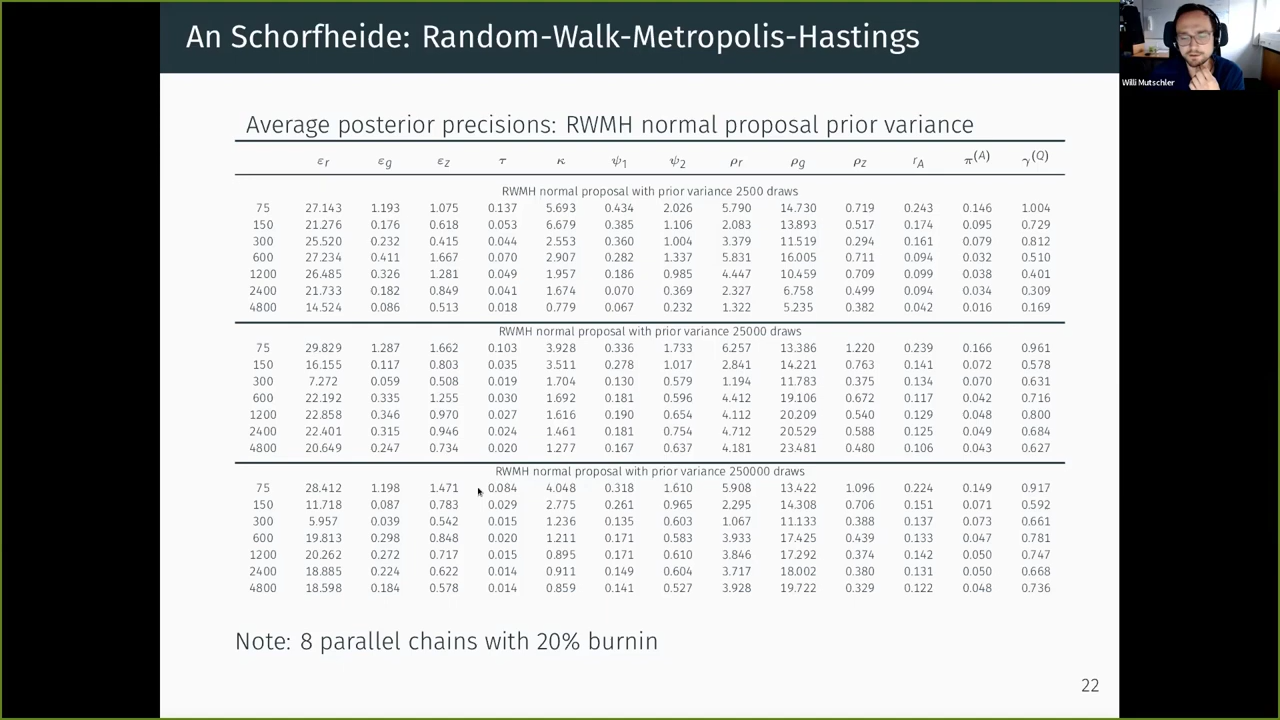 An Schorfheide: Random-Walk-Metropolis-Hastings
Willi Mutschler
Average posterior precisions: RWMH normal proposal prior variance
εr εg εz τ κ ψ1 ψ2 ρr ρg ρz rA π(A) γ(Q)
RWMH normal proposal with prior variance 2500 draws
75 27.143 1.193 1.075 0.137 5.693 0.434 2.026 5.790 14.730 0.719 0.243 0.146 1.004
150 21.276 0.176 0.618 0.053 6.679 0.385 1.106 2.083 13.893 0.517 0.174 0.095 0.729
300 25.520 0.232 0.415 0.044 2.553 0.360 1.004 3.379 11.519 0.294 0.161 0.079 0.812
600 27.234 0.411 1.667 0.070 2.907 0.282 1.337 5.831 16.005 0.711 0.094 0.032 0.510
1200 26.485 0.326 1.281 0.049 1.957 0.186 0.985 4.447 10.459 0.709 0.099 0.038 0.401
2400 21.733 0.182 0.849 0.041 1.674 0.070 0.369 2.327 6.758 0.499 0.094 0.034 0.309
4800 14.524 0.086 0.513 0.018 0.779 0.067 0.232 1.322 5.235 0.382 0.042 0.016 0.169
RWMH normal proposal with prior variance 25000 draws
75 29.829 1.287 1.662 0.103 3.928 0.336 1.733 6.257 13.386 1.220 0.239 0.166 0.961
150 16.155 0.117 0.803 0.035 3.511 0.278 1.017 2.841 14.221 0.763 0.141 0.072 0.578
300 7.272 0.059 0.508 0.019 1.704 0.130 0.579 1.194 11.783 0.375 0.134 0.070 0.631
600 22.192 0.335 1.255 0.030 1.692 0.181 0.596 4.412 19.106 0.672 0.117 0.042 0.716
1200 22.858 0.346 0.970 0.027 1.616 0.190 0.654 4.112 20.209 0.540 0.129 0.048 0.800
2400 22.401 0.315 0.946 0.024 1.461 0.181 0.754 4.712 20.529 0.588 0.125 0.049 0.684
4800 20.649 0.247 0.734 0.020 1.277 0.167 0.637 4.181 23.481 0.480 0.106 0.043 0.627
RWMH normal proposal with prior variance 250000 draws
75 28.412 1.198 1.471 0.084 4.048 0.318 1.610 5.908 13.422 1.096 0.224 0.149 0.917
150 11.718 0.087 0.783 0.029 2.775 0.261 0.965 2.295 14.308 0.706 0.151 0.071 0.592
300 5.957 0.039 0.542 0.015 1.236 0.135 0.603 1.067 11.133 0.388 0.137 0.073 0.661
600 19.813 0.298 0.848 0.020 1.211 0.171 0.583 3.933 17.425 0.439 0.133 0.047 0.781
1200 20.262 0.272 0.717 0.015 0.895 0.171 0.610 3.846 17.292 0.374 0.142 0.050 0.747
2400 18.885 0.224 0.622 0.014 0.911 0.149 0.604 3.717 18.002 0.380 0.131 0.050 0.668
4800 18.598 0.184 0.578 0.014 0.859 0.141 0.527 3.928 19.722 0.329 0.122 0.048 0.736
Note: 8 parallel chains with 20% burnin
22